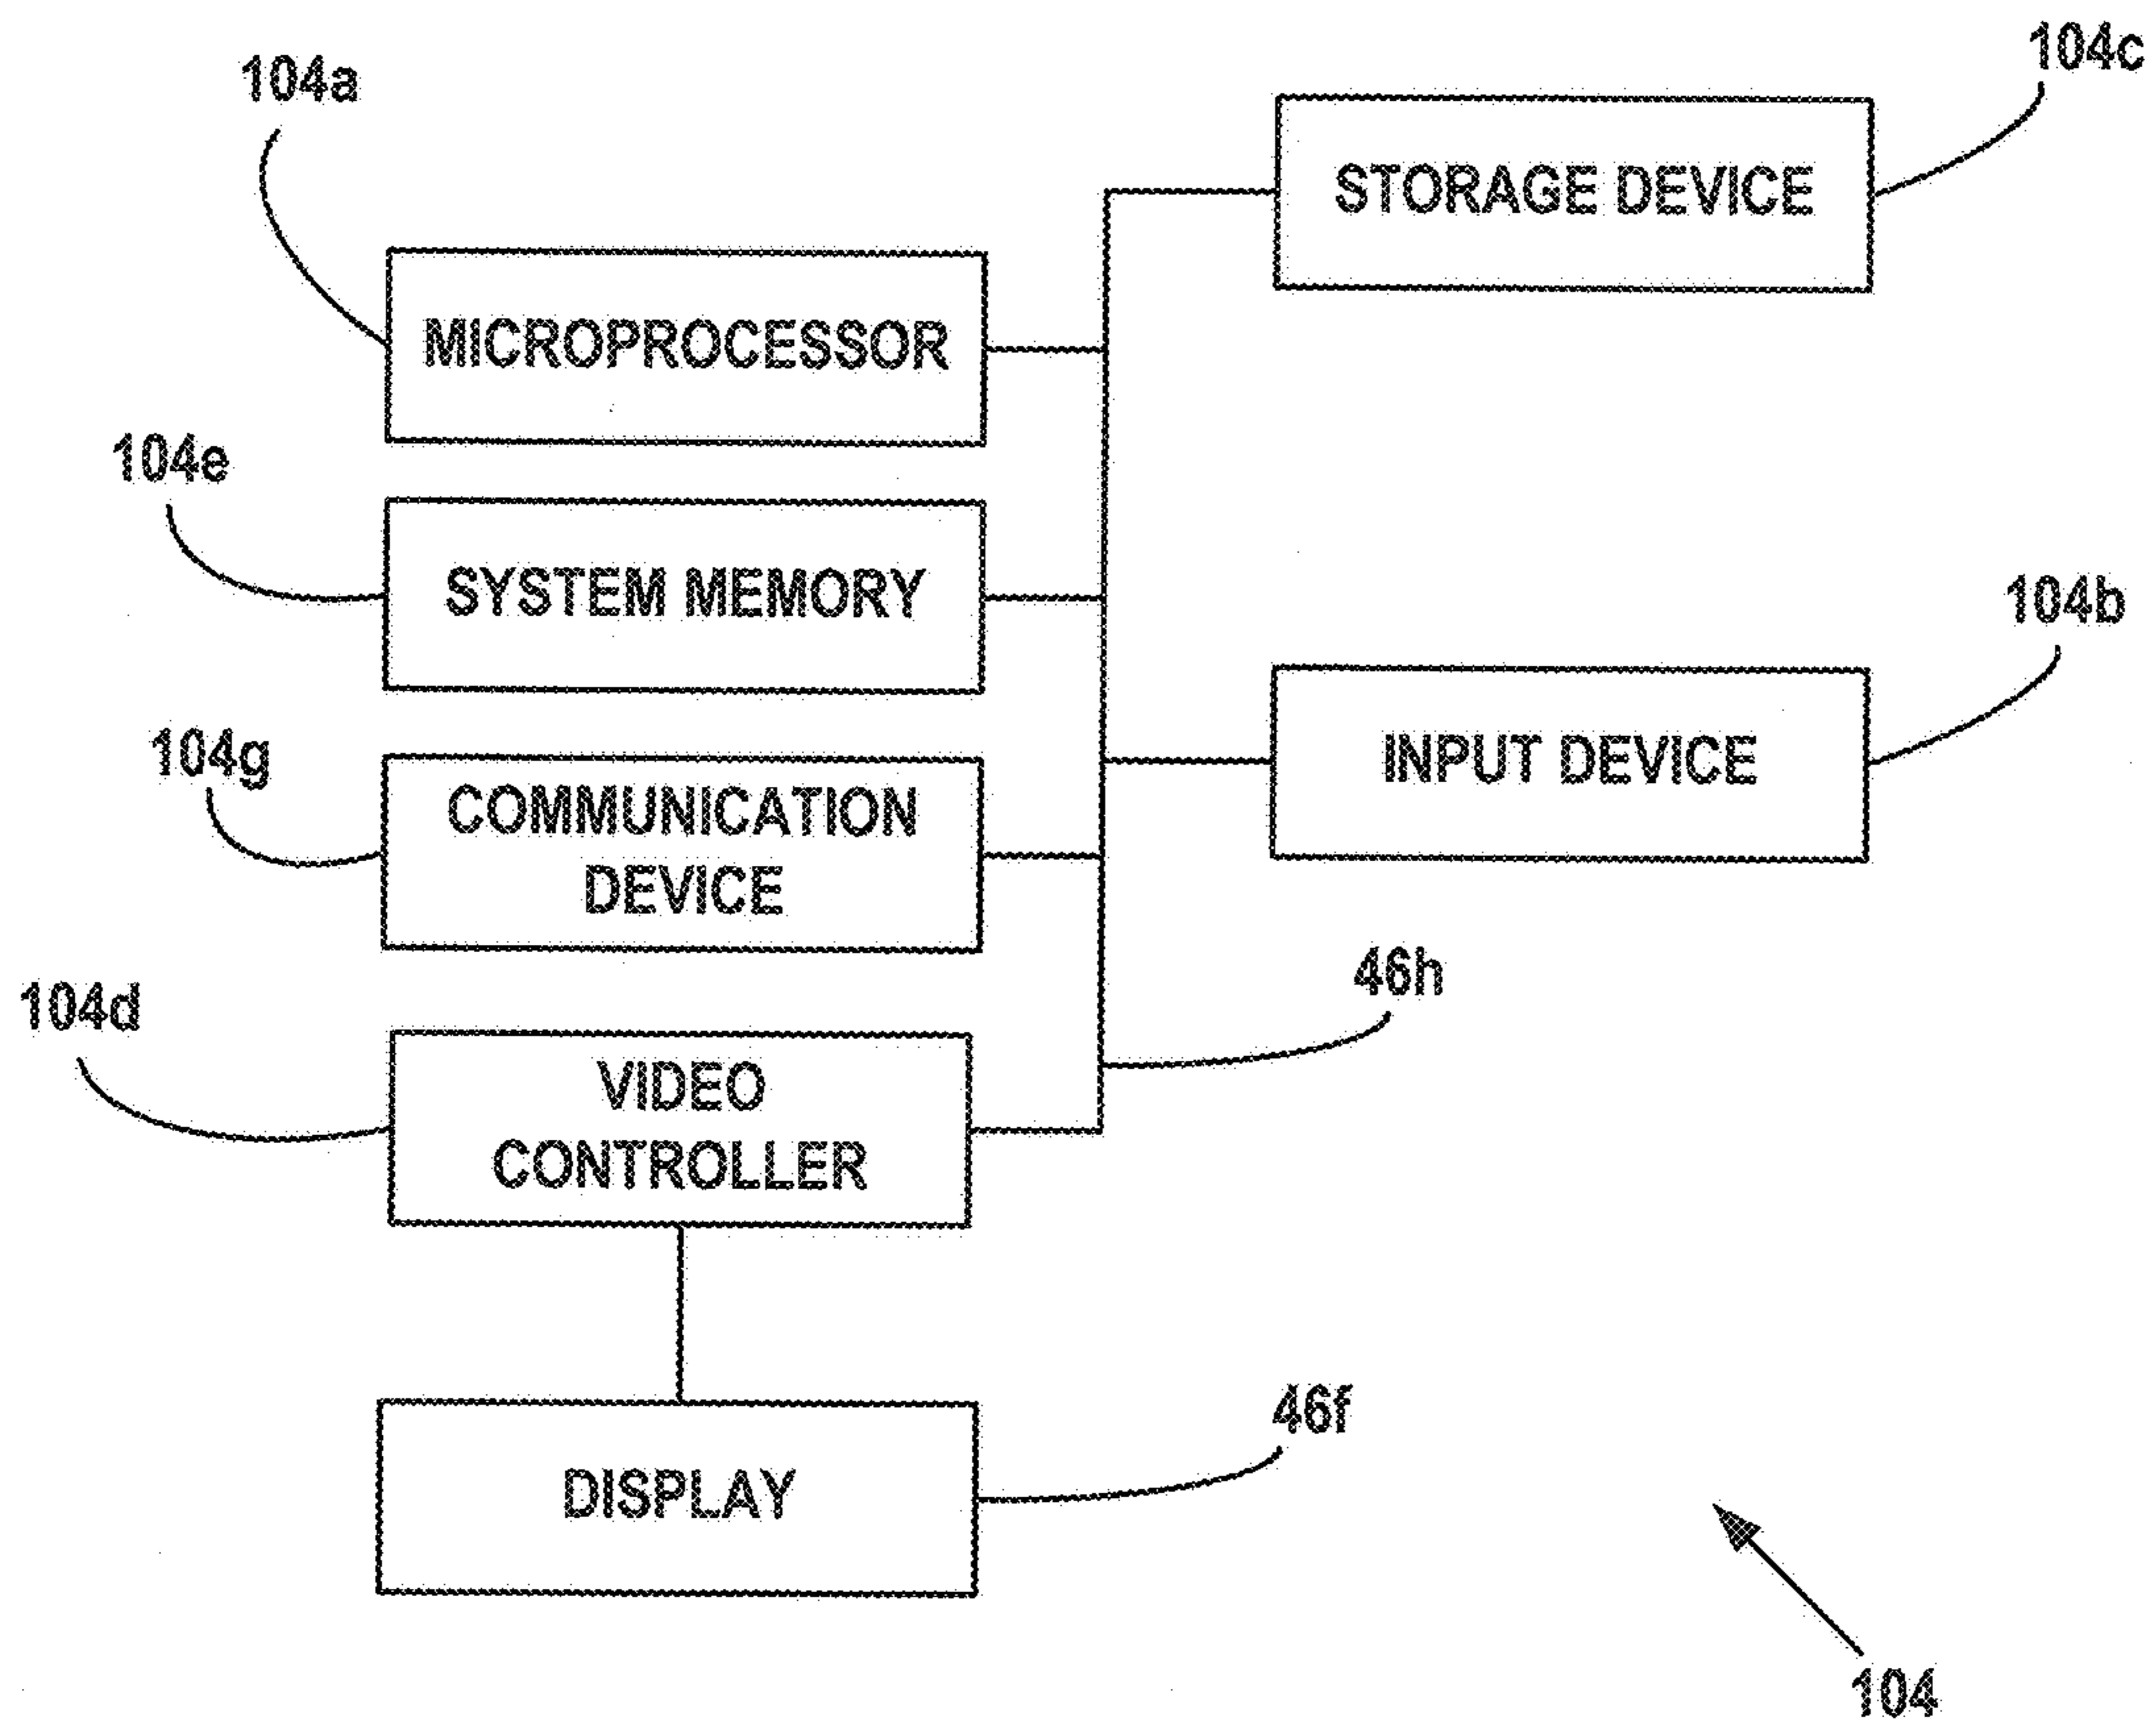 104c
104a
STORAGE DEVICE
MICROPROCESSOR
104e
SYSTEM MEMORY
104b
104g
INPUT DEVICE
COMMUNICATION
DEVICE
46h
104d
VIDEO
CONTROLLER
46f
DISPLAY
104